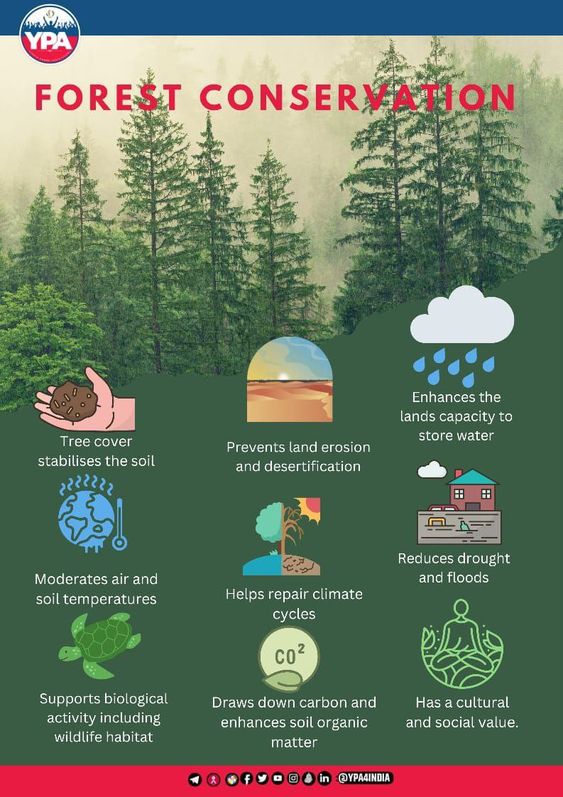 YPA
FOREST CONSERVATION
Tree cover
stabilises the soil
Prevents land erosion
and desertification
Enhances the
lands capacity to
store water
Moderates air and
soil temperatures
Helps repair climate
cycles
Reduces drought
and floods
CO²
Supports biological
activity including
wildlife habitat
Draws down carbon and
enhances soil organic
matter
Has a cultural
and social value.
@YPA4INDIA